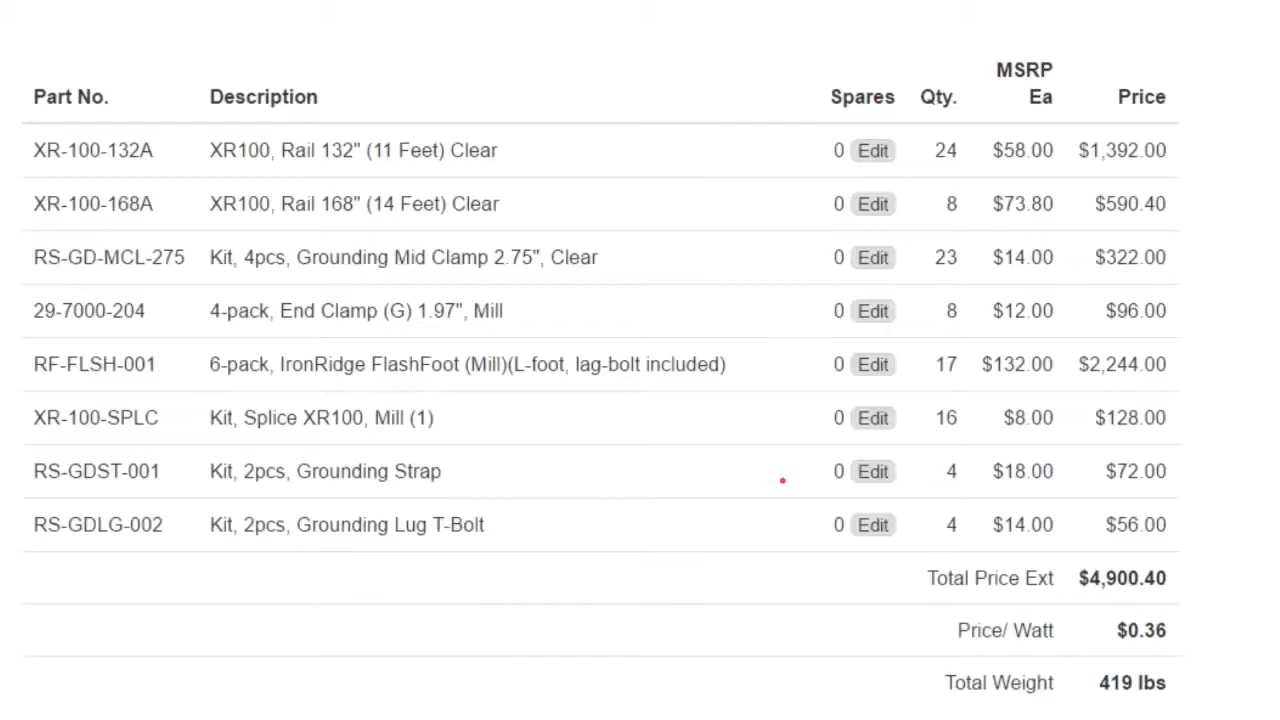 MSRP
Part No. Description Spares Qty. Ea Price
XR-100-132A XR100, Rail 132" (11 Feet) Clear 0 Edit 24 $58.00 $1,392.00
XR-100-168A XR100, Rail 168" (14 Feet) Clear 0 Edit 8 $73.80 $590.40
RS-GD-MCL-275 Kit, 4pcs, Grounding Mid Clamp 2.75", Clear 0 Edit 23 $14.00 $322.00
29-7000-204 4-pack, End Clamp (G) 1.97", Mill 0 Edit 8 $12.00 $96.00
RF-FLSH-001 6-pack, IronRidge FlashFoot (Mill)(L-foot, lag-bolt included) 0 Edit 17 $132.00 $2,244.00
XR-100-SPLC Kit, Splice XR100, Mill (1) 0 Edit 16 $8.00 $128.00
RS-GDST-001 Kit, 2pcs, Grounding Strap 0 Edit 4 $18.00 $72.00
RS-GDLG-002 Kit, 2pcs, Grounding Lug T-Bolt 0 Edit 4 $14.00 $56.00
Total Price Ext $4,900.40
Price/ Watt $0.36
Total Weight 419 lbs